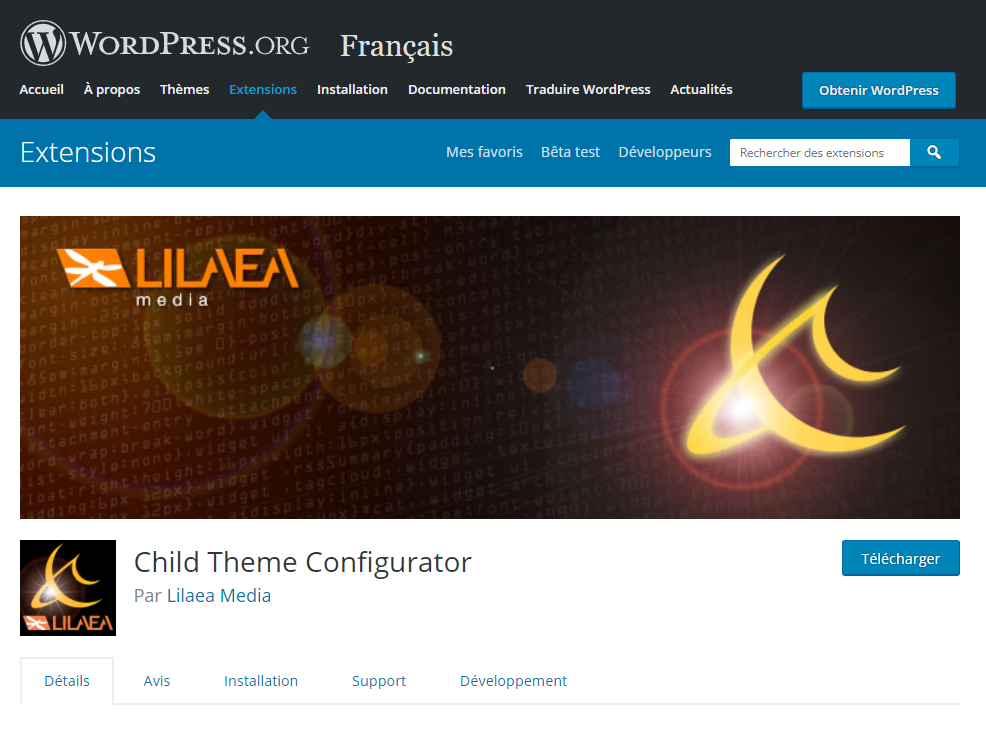 WORDPRESS.ORG Français
Accueil À propos Thèmes Extensions Installation Documentation Traduire WordPress Actualités Obtenir WordPress
Extensions Mes favoris Bêta test Développeurs Rechercher des extensions
LILAEA
media
Child Theme Configurator
Télécharger
Par Lilaea Media
LILAEA
Détails Avis Installation Support Développement